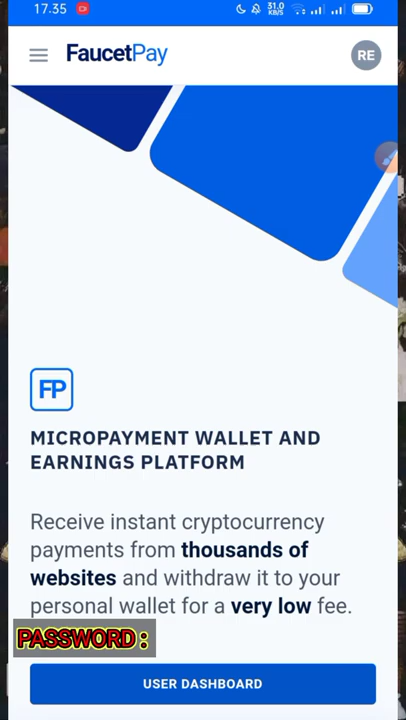 17.35
31.0
KB/S
FaucetPay
RE
FP
MICROPAYMENT WALLET AND
EARNINGS PLATFORM
Receive instant cryptocurrency
payments from thousands of
websites and withdraw it to your
personal wallet for a very low fee.
PASSWORD :
USER DASHBOARD